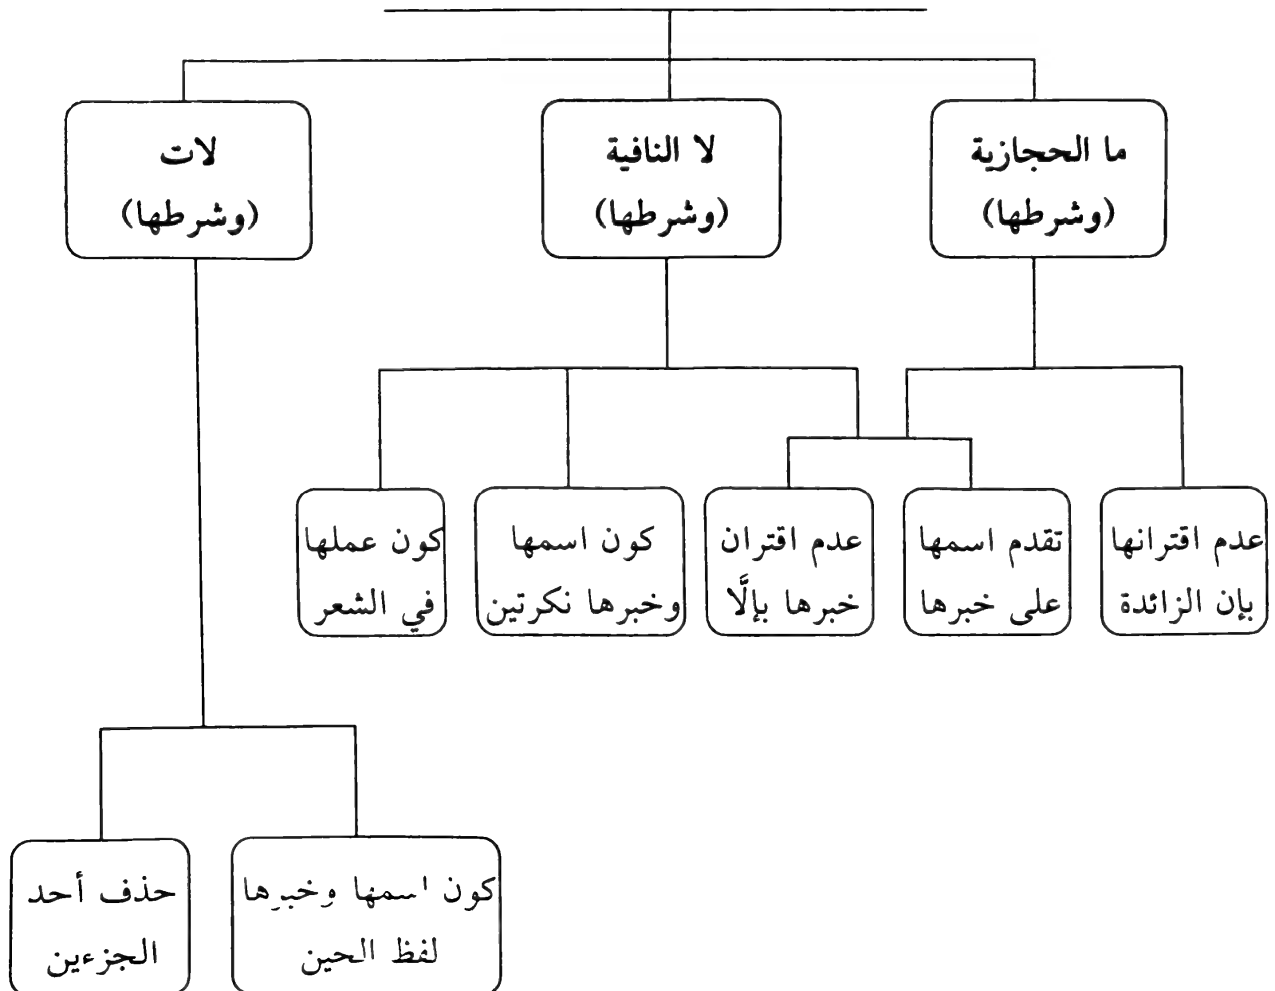 ما الحجازية
(وشرطها)
لا النافية
(وشرطها)
لات
(وشرطها)
عدم اقترانها
بإن الزائدة
تقدم اسمها
على خبرها
عدم اقتران
خبرها بإلَّا
كون اسمها
وخبرها نكرتين
كون عملها
في الشعر
كون اسمها وخبرها
لفظ الحين
حذف أحد
الجزءين